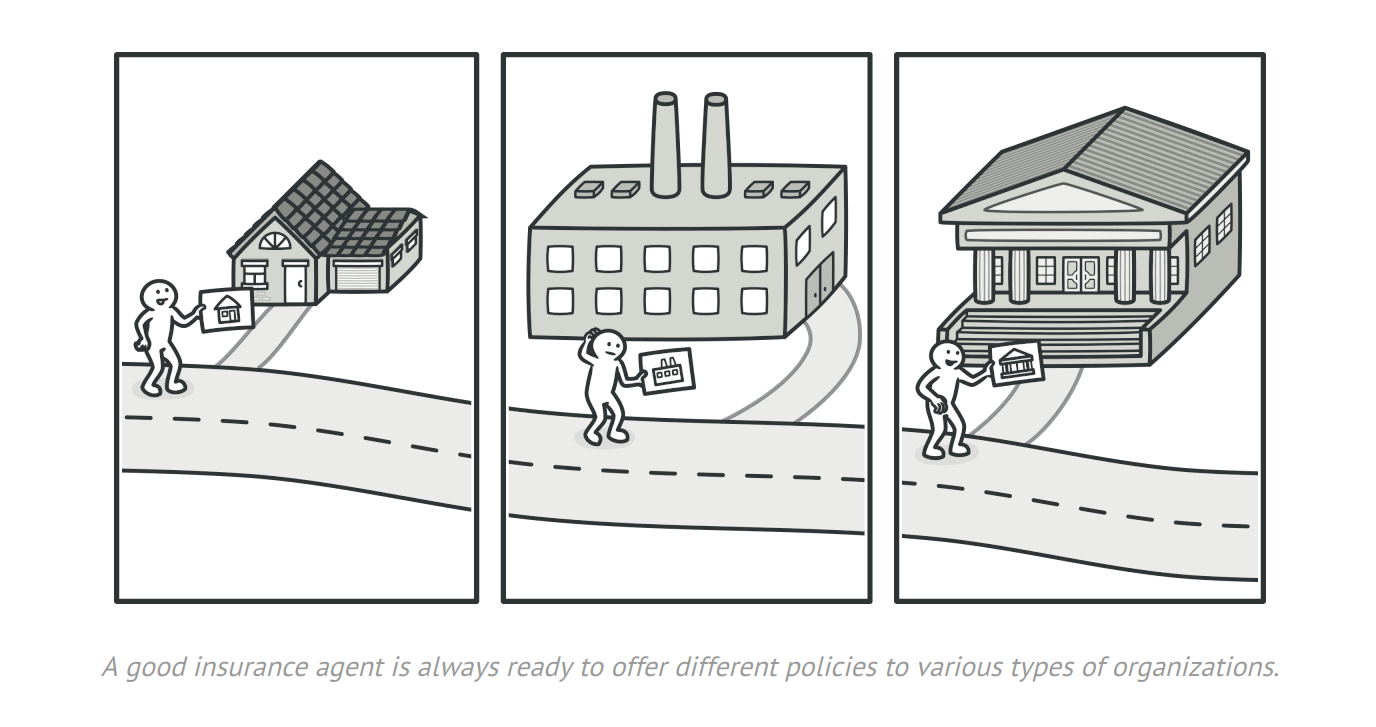 A good insurance agent is always ready to offer different policies to various types of organizations.